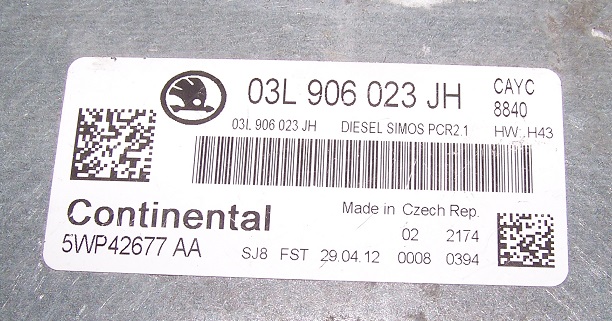 03L 906 023 JH CAYC
8840
03L 906 023 JH DIESEL SIMOS PCR2.1 HW: H43
Continental Made in Czech Rep.
02 2174
5WP42677 AA SJ8 FST 29.04.12 0008 0394